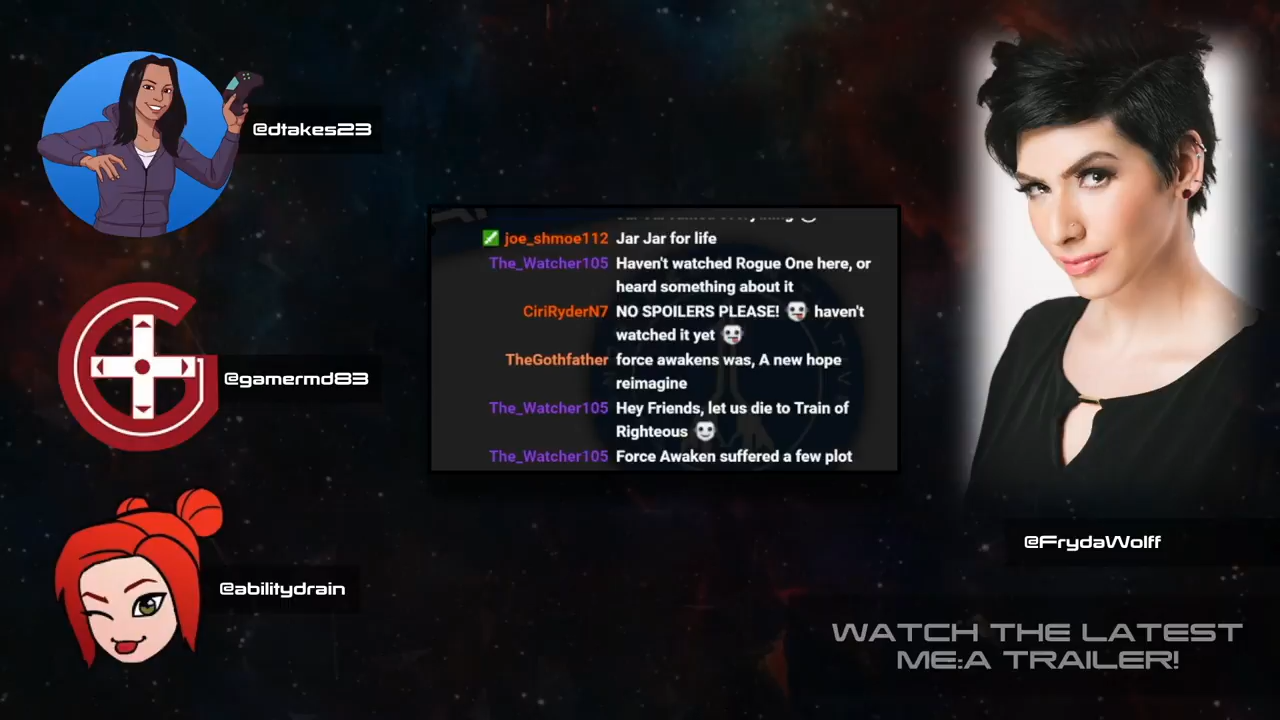 @dtakes23
@gamermd83
@abilitydrain
joe_shmoe112 Jar Jar for life
The_Watcher105 Haven't watched Rogue One here, or
heard something about it
CiriRyderN7 NO SPOILERS PLEASE! haven't
watched it yet
TheGothfather force awakens was, A new hope
reimagine
The_Watcher105 Hey Friends, let us die to Train of
Righteous
The_Watcher105 Force Awaken suffered a few plot
@FrydaWolff
WATCH THE LATEST
ME:A TRAILER!